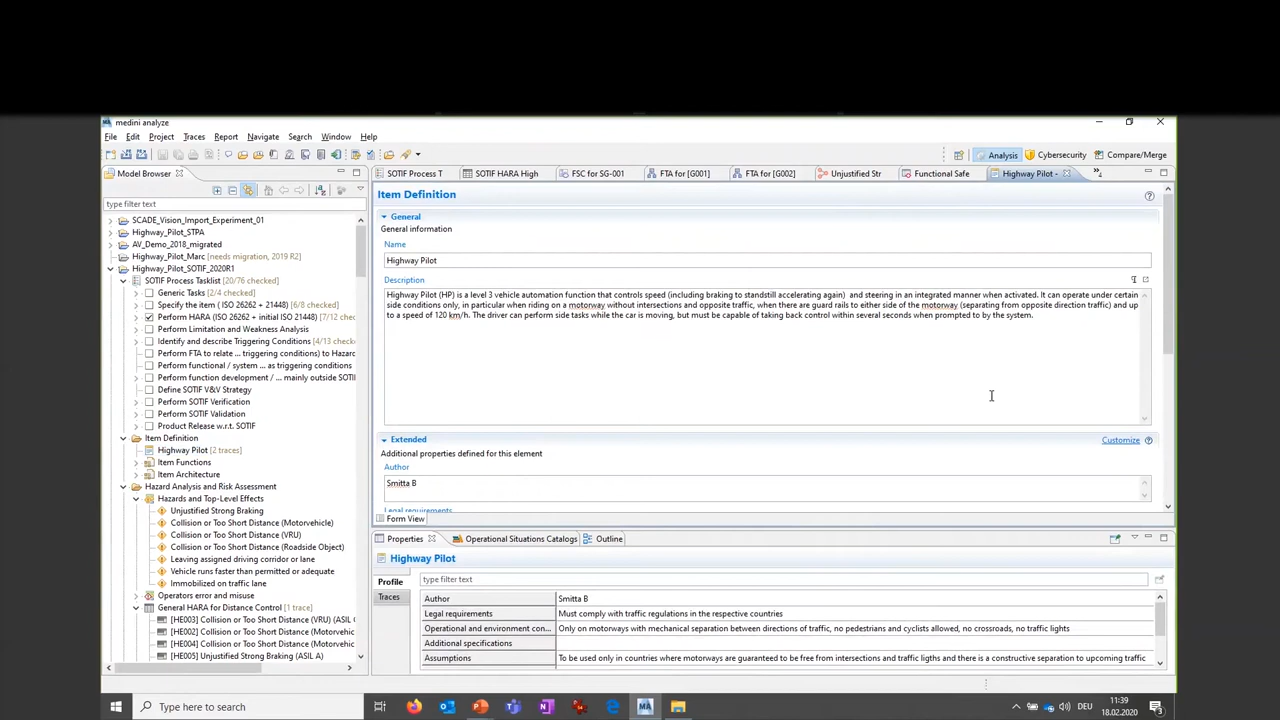 medini analyze
File Edit Project Traces Report Navigate Search Window Help
Analysis Cybersecurity Compare/Merge
Model Browser
type filter text
SCADE_Vision_Import_Experiment_01
Highway_Pilot_STPA
AV_Demo_2018_migrated
Highway_Pilot_Marc [needs migration, 2019 R2]
Highway_Pilot_SOTIF_2020R1
SOTIF Process Tasklist [20/76 checked]
Generic Tasks [2/4 checked]
Specify the item ( ISO 26262 + 21448) [6/8 checked]
Perform HARA (ISO 26262 + initial ISO 21448) [7/12 checked
Perform Limitation and Weakness Analysis
Identify and describe Triggering Conditions [4/13 checked]
Perform FTA to relate ... triggering conditions) to Hazard
Perform functional / system ... as triggering conditions
Perform function development / ... mainly outside SOTIF
Define SOTIF V&V Strategy
Perform SOTIF Verification
Perform SOTIF Validation
Product Release w.r.t. SOTIF
Item Definition
Highway Pilot [2 traces]
Item Functions
Item Architecture
Hazard Analysis and Risk Assessment
Hazards and Top-Level Effects
Unjustified Strong Braking
Collision or Too Short Distance (Motorvehicle)
Collision or Too Short Distance (VRU)
Collision or Too Short Distance (Roadside Object)
Leaving assigned driving corridor or lane
Vehicle runs faster than permitted or adequate
Immobilized on traffic lane
Operators error and misuse
General HARA for Distance Control [1 trace]
[HE003] Collision or Too Short Distance (VRU) (ASIL
[HE002] Collision or Too Short Distance (Motorvehic
[HE004] Collision or Too Short Distance (Motorvehic
[HE005] Unjustified Strong Braking (ASIL A)
SOTIF Process T SOTIF HARA High FSC for SG-001 FTA for [G001] FTA for [G002] Unjustified Str Functional Safe Highway Pilot -
Item Definition
General
General information
Name
Highway Pilot
Description
Highway Pilot (HP) is a level 3 vehicle automation function that controls speed (including braking to standstill accelerating again) and steering in an integrated manner when activated. It can operate under certain
side conditions only, in particular when riding on a motorway without intersections and opposite traffic, when there are guard rails to either side of the motorway (separating from opposite direction traffic) and up
to a speed of 120 km/h. The driver can perform side tasks while the car is moving, but must be capable of taking back control within several seconds when prompted to by the system.
Extended
Customize
Additional properties defined for this element
Author
Smitta B
Legal requirements
Form View
Properties Operational Situations Catalogs Outline
Highway Pilot
Profile
Traces
type filter text
Author Smitta B
Legal requirements Must comply with traffic regulations in the respective countries
Operational and environment con... Only on motorways with mechanical separation between directions of traffic, no pedestrians and cyclists allowed, no crossroads, no traffic lights
Additional specifications
Assumptions To be used only in countries where motorways are guaranteed to be free from intersections and traffic ligths and there is a constructive separation to upcoming traffic
Type here to search
DEU
11:39
18.02.2020